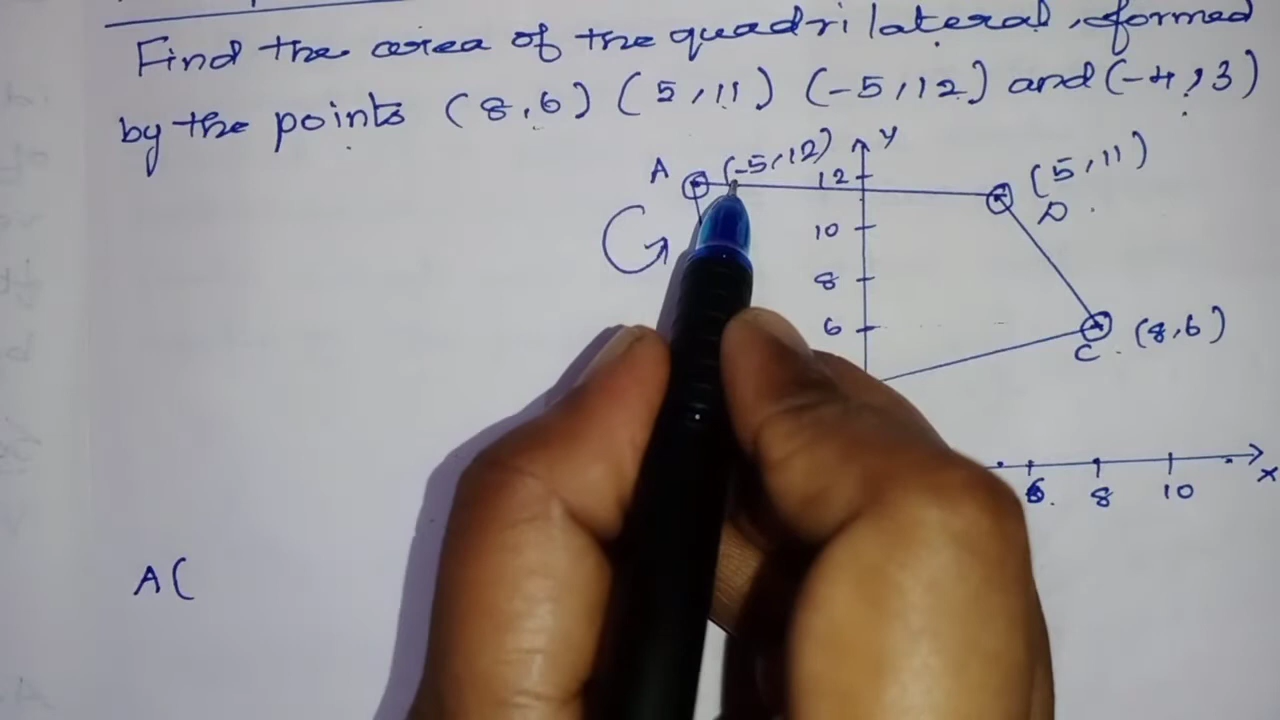 Find the area of the quadrilateral, formed
by the points (8,6) (5,11) (-5,12) and (-4,3)
A (-5,12) 12 y (5,11)
D
10
8
6 C (8,6)
6 8 10 x
A(